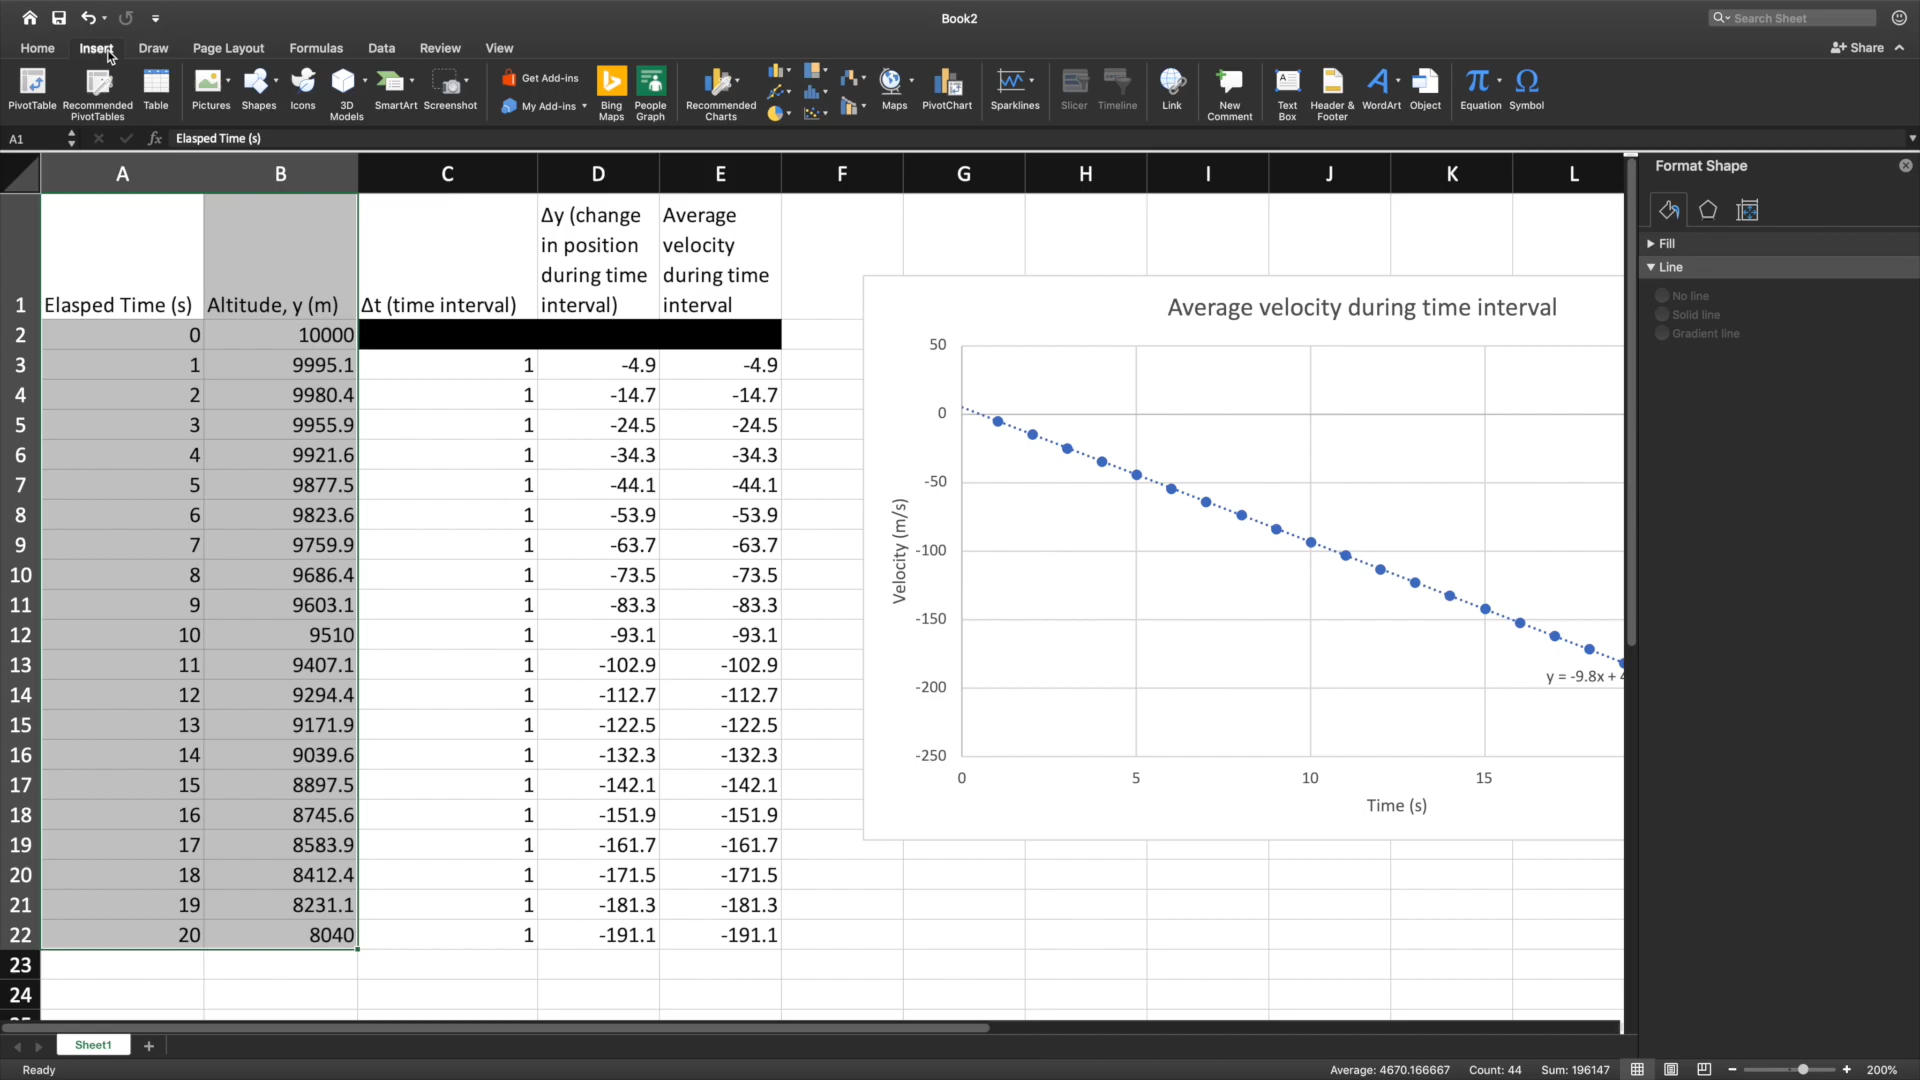 Book2
Search Sheet
Home Insert Draw Page Layout Formulas Data Review View
Share
PivotTable
Recommended
PivotTables
Table
Pictures
Shapes
Icons
3D
Models
SmartArt
Screenshot
Get Add-ins
My Add-ins
Bing
Maps
People
Graph
Recommended
Charts
Maps
PivotChart
Sparklines
Slicer
Timeline
Link
New
Comment
Text
Box
Header &
Footer
WordArt
Object
Equation
Symbol
A1 fx Elasped Time (s)
A B C D E F G H I J K L
1 Elasped Time (s) Altitude, y (m) Δt (time interval)
Δy (change
in position
during time
interval)
Average
velocity
during time
interval
2 0 10000
3 1 9995.1 1 -4.9 -4.9
4 2 9980.4 1 -14.7 -14.7
5 3 9955.9 1 -24.5 -24.5
6 4 9921.6 1 -34.3 -34.3
7 5 9877.5 1 -44.1 -44.1
8 6 9823.6 1 -53.9 -53.9
9 7 9759.9 1 -63.7 -63.7
10 8 9686.4 1 -73.5 -73.5
11 9 9603.1 1 -83.3 -83.3
12 10 9510 1 -93.1 -93.1
13 11 9407.1 1 -102.9 -102.9
14 12 9294.4 1 -112.7 -112.7
15 13 9171.9 1 -122.5 -122.5
16 14 9039.6 1 -132.3 -132.3
17 15 8897.5 1 -142.1 -142.1
18 16 8745.6 1 -151.9 -151.9
19 17 8583.9 1 -161.7 -161.7
20 18 8412.4 1 -171.5 -171.5
21 19 8231.1 1 -181.3 -181.3
22 20 8040 1 -191.1 -191.1
23
24
Average velocity during time interval
50
0
-50
-100
-150
-200
-250
Velocity (m/s)
y = -9.8x +
0 5 10 15
Time (s)
Format Shape
Fill
Line
No line
Solid line
Gradient line
Sheet1
Ready
Average: 4670.166667 Count: 44 Sum: 196147
200%